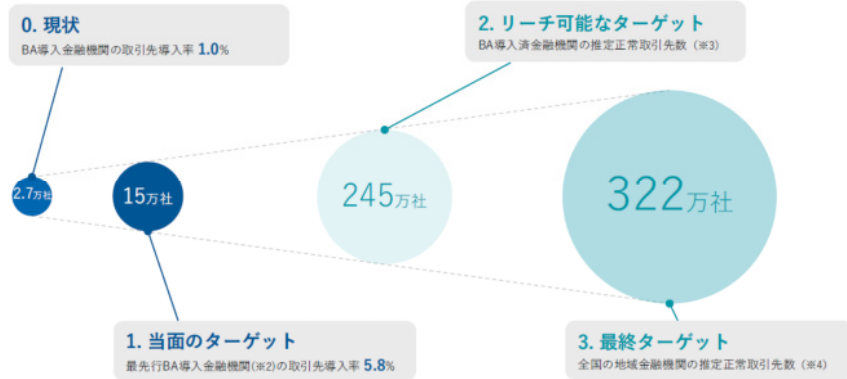 0. 現状
BA導入金融機関の取引先導入率 1.0%
2. リーチ可能なターゲット
BA導入済金融機関の推定正常取引先数（※3）
2.7万社
15万社
245万社
322万社
1. 当面のターゲット
最先行BA導入金融機関(※2)の取引先導入率 5.8%
3. 最終ターゲット
全国の地域金融機関の推定正常取引先数（※4）